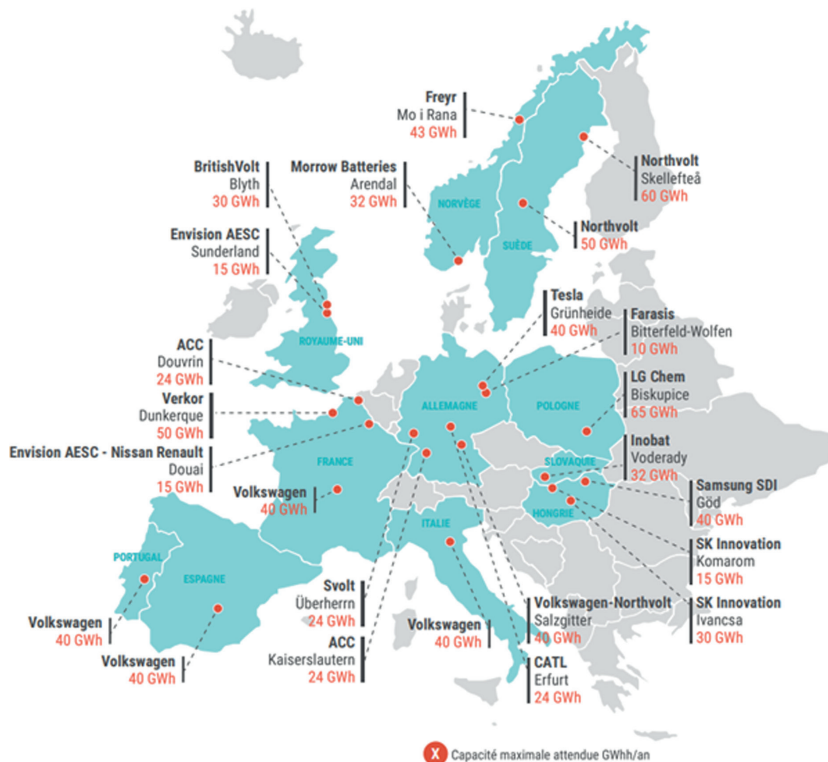 Freyr
Mo i Rana
43 GWh
BritishVolt
Blyth
30 GWh
Morrow Batteries
Arendal
32 GWh
Northvolt
Skellefteå
60 GWh
NORVÈGE
Northvolt
50 GWh
SUÈDE
Envision AESC
Sunderland
15 GWh
Tesla
Grünheide
40 GWh
Farasis
Bitterfeld-Wolfen
10 GWh
ROYAUME-UNI
ACC
Douvrin
24 GWh
LG Chem
Biskupice
65 GWh
Verkor
Dunkerque
50 GWh
ALLEMAGNE
POLOGNE
Envision AESC - Nissan Renault
Douai
15 GWh
Inobat
Voderady
32 GWh
FRANCE
SLOVAQUIE
Samsung SDI
Göd
40 GWh
Volkswagen
40 GWh
HONGRIE
ITALIE
SK Innovation
Komarom
15 GWh
PORTUGAL
ESPAGNE
Svolt
Überherrn
24 GWh
Volkswagen-Northvolt
Salzgitter
40 GWh
SK Innovation
Ivancsa
30 GWh
Volkswagen
40 GWh
Volkswagen
40 GWh
Volkswagen
40 GWh
ACC
Kaiserslautern
24 GWh
CATL
Erfurt
24 GWh
X Capacité maximale attendue GWhh/an